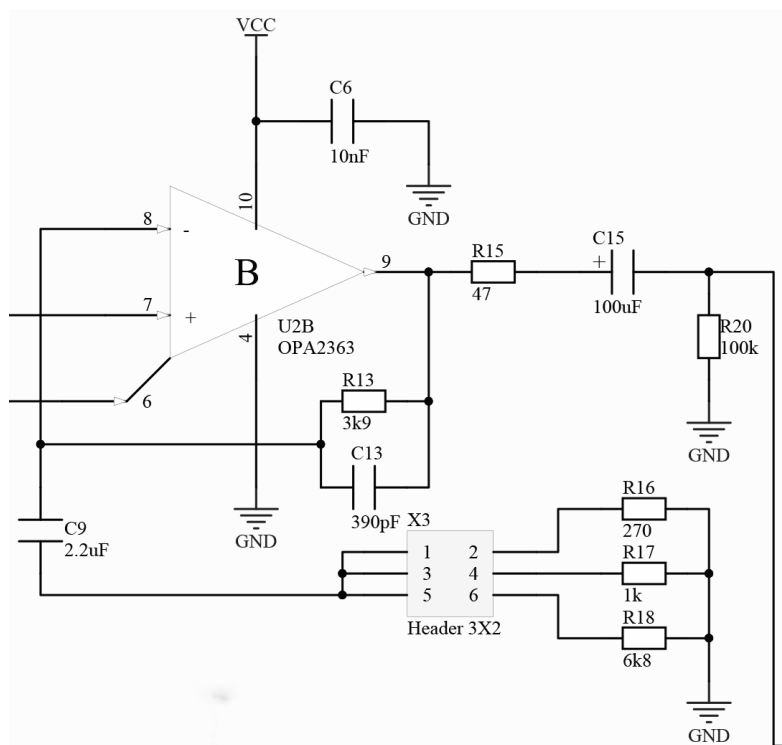 VCC
C6
10nF
GND
10
8
-
B
9
7
+
4
6
U2B
OPA2363
R15
47
+
C15
100uF
R20
100k
GND
R13
3k9
C13
390pF
GND
C9
2.2uF
X3
1 2
3 4
5 6
Header 3X2
R16
270
R17
1k
R18
6k8
GND